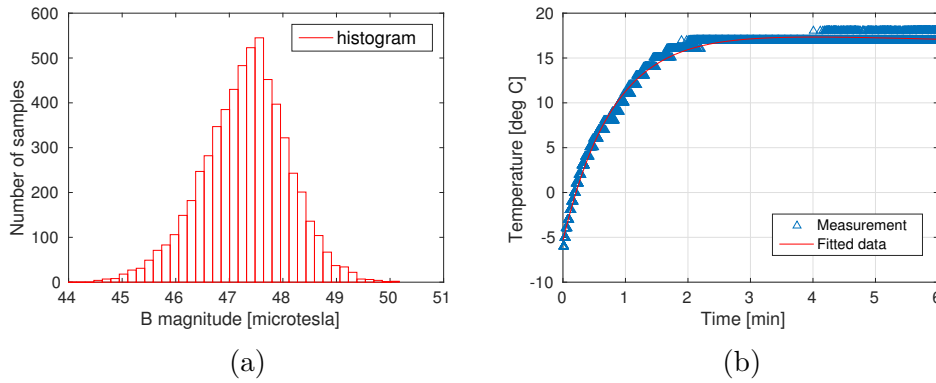 600
500
400
300
200
100
0
Number of samples
histogram
44 45 46 47 48 49 50 51
B magnitude [microtesla]
(a)
20
15
10
5
0
-5
-10
Temperature [deg C]
Measurement
Fitted data
0 1 2 3 4 5 6
Time [min]
(b)